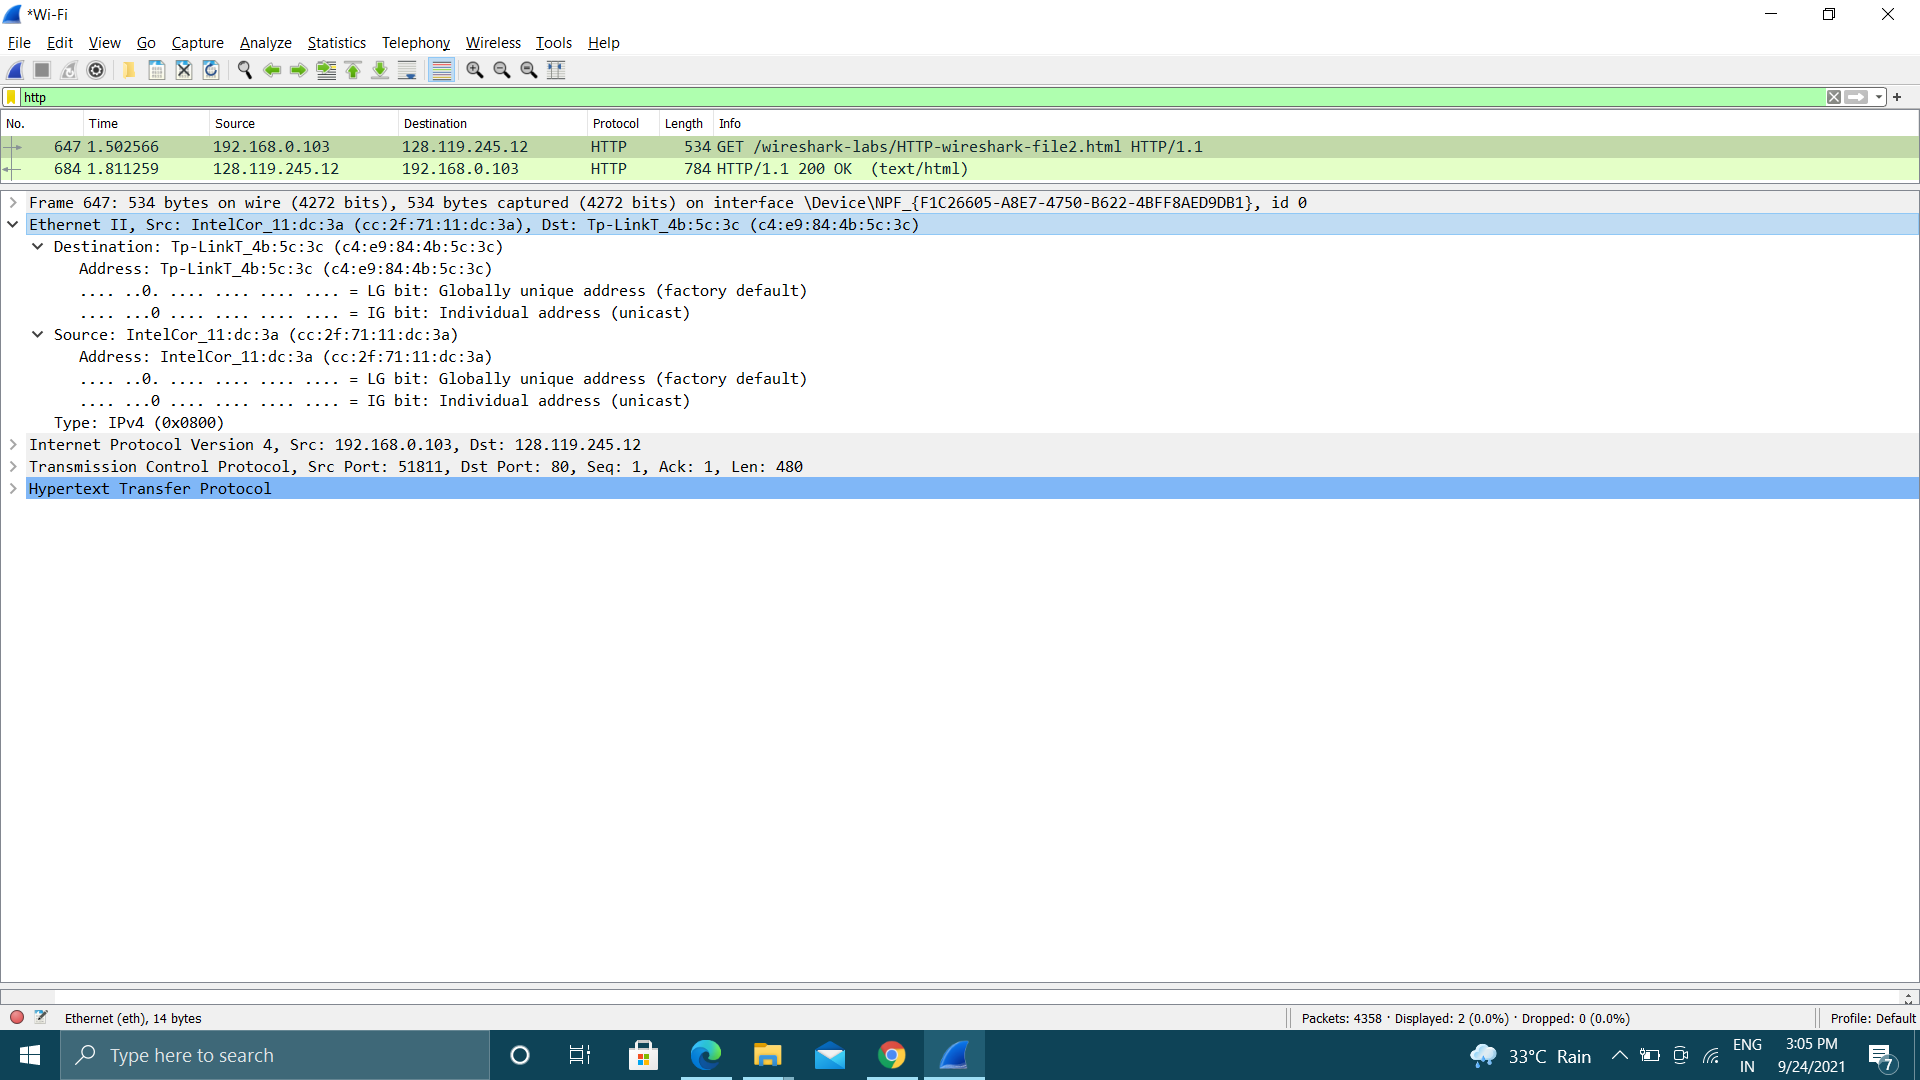 *Wi-Fi
File Edit View Go Capture Analyze Statistics Telephony Wireless Tools Help
http
No. Time Source Destination Protocol Length Info
647 1.502566 192.168.0.103 128.119.245.12 HTTP 534 GET /wireshark-labs/HTTP-wireshark-file2.html HTTP/1.1
684 1.811259 128.119.245.12 192.168.0.103 HTTP 784 HTTP/1.1 200 OK (text/html)
Frame 647: 534 bytes on wire (4272 bits), 534 bytes captured (4272 bits) on interface \Device\NPF_{F1C26605-A8E7-4750-B622-4BFF8AED9DB1}, id 0
Ethernet II, Src: IntelCor_11:dc:3a (cc:2f:71:11:dc:3a), Dst: Tp-LinkT_4b:5c:3c (c4:e9:84:4b:5c:3c)
Destination: Tp-LinkT_4b:5c:3c (c4:e9:84:4b:5c:3c)
Address: Tp-LinkT_4b:5c:3c (c4:e9:84:4b:5c:3c)
.... ..0. .... .... .... .... = LG bit: Globally unique address (factory default)
.... ...0 .... .... .... .... = IG bit: Individual address (unicast)
Source: IntelCor_11:dc:3a (cc:2f:71:11:dc:3a)
Address: IntelCor_11:dc:3a (cc:2f:71:11:dc:3a)
.... ..0. .... .... .... .... = LG bit: Globally unique address (factory default)
.... ...0 .... .... .... .... = IG bit: Individual address (unicast)
Type: IPv4 (0x0800)
Internet Protocol Version 4, Src: 192.168.0.103, Dst: 128.119.245.12
Transmission Control Protocol, Src Port: 51811, Dst Port: 80, Seq: 1, Ack: 1, Len: 480
Hypertext Transfer Protocol
Ethernet (eth), 14 bytes
Packets: 4358 · Displayed: 2 (0.0%) · Dropped: 0 (0.0%)
Profile: Default
Type here to search
33°C Rain
ENG
IN
3:05 PM
9/24/2021
7